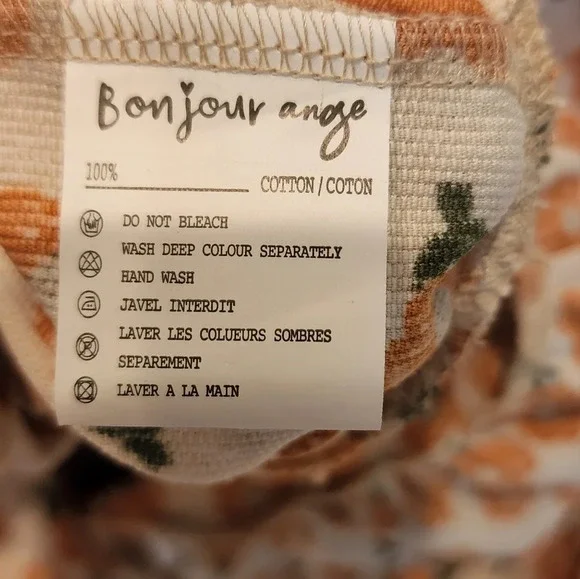 Bonjour ange
100%
COTTON/COTON
DO NOT BLEACH
WASH DEEP COLOUR SEPARATELY
HAND WASH
JAVEL INTERDIT
LAVER LES COLUEURS SOMBRES
SEPAREMENT
LAVER A LA MAIN